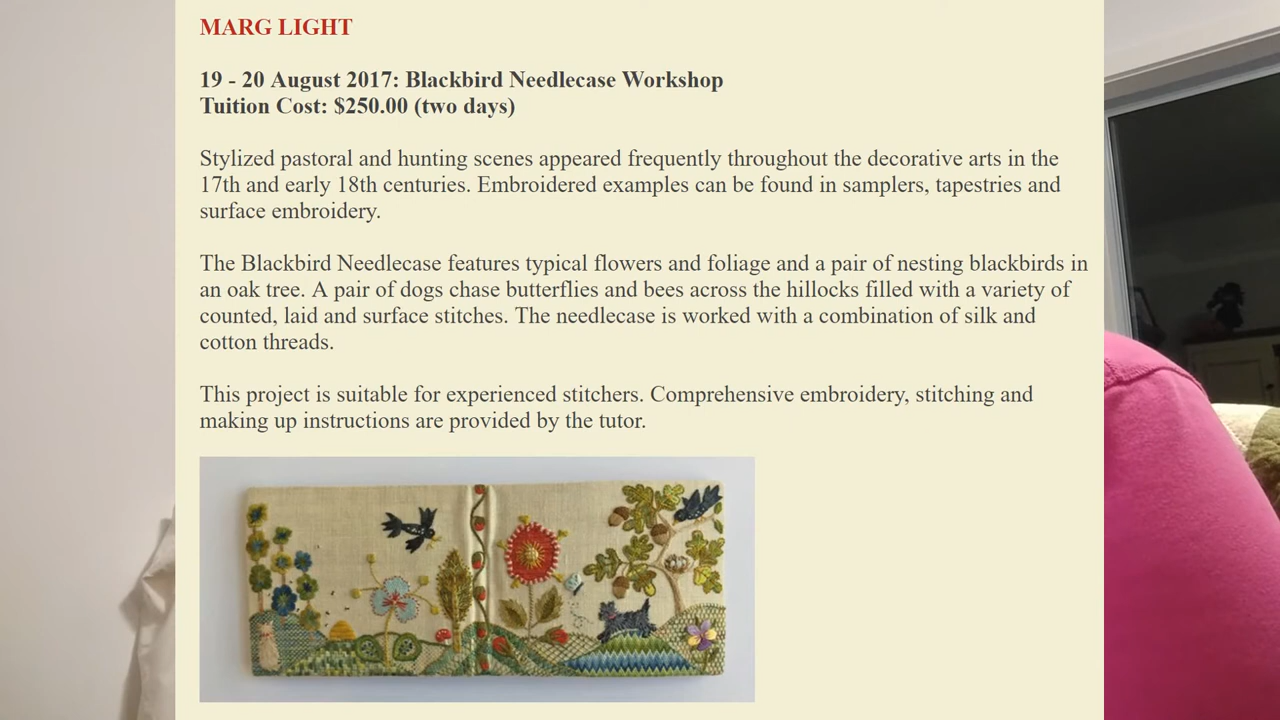 MARG LIGHT
19 - 20 August 2017: Blackbird Needlecase Workshop
Tuition Cost: $250.00 (two days)
Stylized pastoral and hunting scenes appeared frequently throughout the decorative arts in the
17th and early 18th centuries. Embroidered examples can be found in samplers, tapestries and
surface embroidery.
The Blackbird Needlecase features typical flowers and foliage and a pair of nesting blackbirds in
an oak tree. A pair of dogs chase butterflies and bees across the hillocks filled with a variety of
counted, laid and surface stitches. The needlecase is worked with a combination of silk and
cotton threads.
This project is suitable for experienced stitchers. Comprehensive embroidery, stitching and
making up instructions are provided by the tutor.